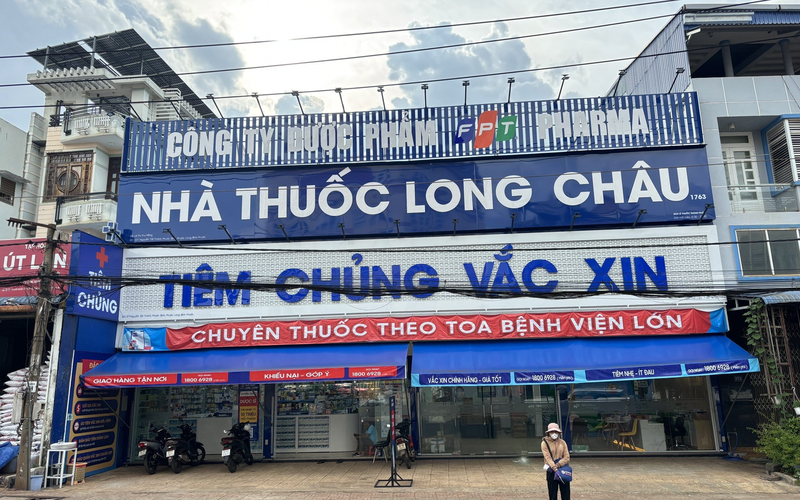 CÔNG TY DƯỢC PHẨM FPT PHARMA
NHÀ THUỐC LONG CHÂU
1763
TIÊM CHỦNG VẮC XIN
TIÊM
CHỦNG
ÚT LAN
CHUYÊN THUỐC THEO TOA BỆNH VIỆN LỚN
GIAO HÀNG TẬN NƠI 1800 6928 KHIẾU NẠI - GÓP Ý 1800 6928
VẮC XIN CHÍNH HÃNG - GIÁ TỐT 1800 6928 TIÊM NHẸ - ÍT ĐAU 1800 6928